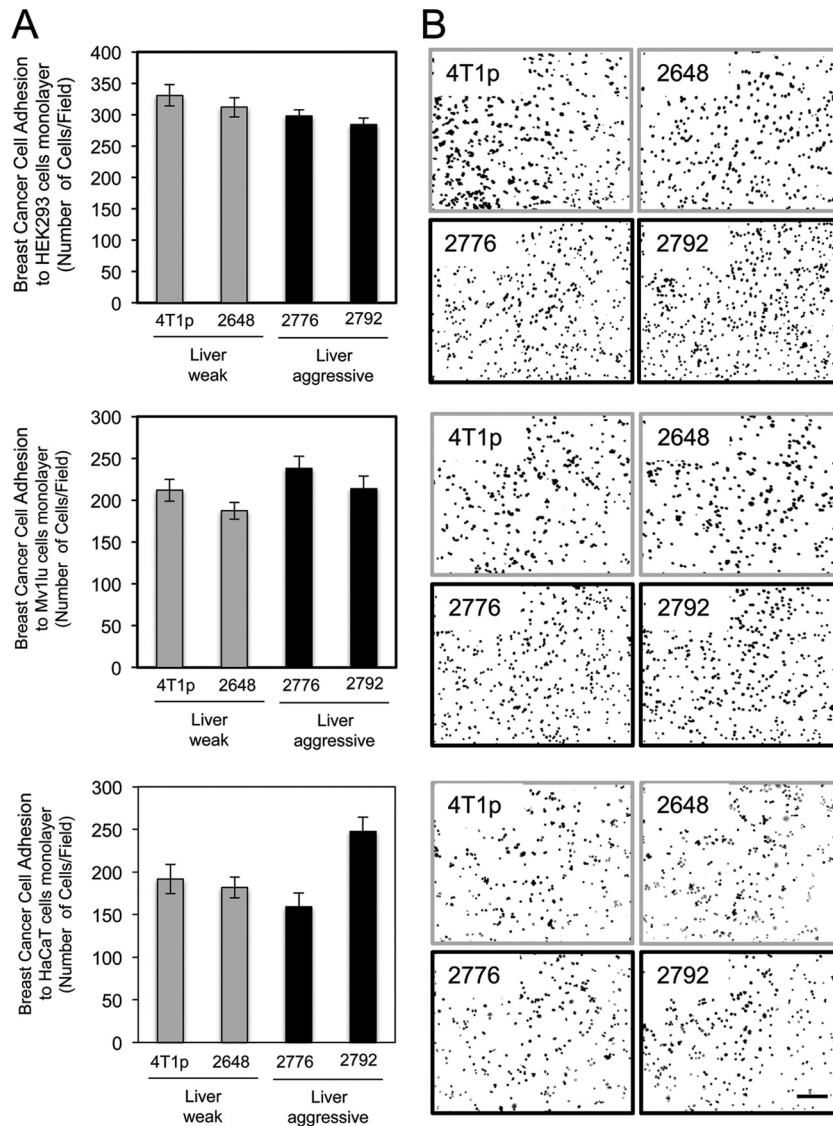 A
Breast Cancer Cell Adhesion
to HEK293 cells monolayer
(Number of Cells/Field)
400
350
300
250
200
150
100
50
0
4T1p 2648 2776 2792
Liver
weak
Liver
aggressive
Breast Cancer Cell Adhesion
to Mv1lu cells monolayer
(Number of Cells/Field)
300
250
200
150
100
50
0
4T1p 2648 2776 2792
Liver
weak
Liver
aggressive
Breast Cancer Cell Adhesion
to HaCaT cells monolayer
(Number of Cells/Field)
300
250
200
150
100
50
0
4T1p 2648 2776 2792
Liver
weak
Liver
aggressive
B
4T1p 2648
2776 2792
4T1p 2648
2776 2792
4T1p 2648
2776 2792